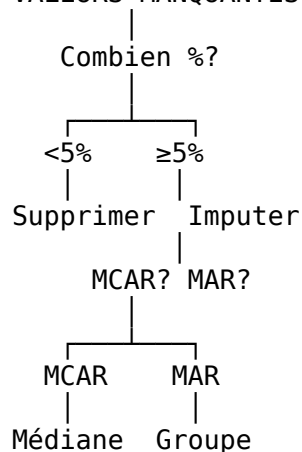 VALEURS MANQUANTES
Combien %?
<5% ≥5%
Supprimer Imputer
MCAR? MAR?
MCAR MAR
Médiane Groupe